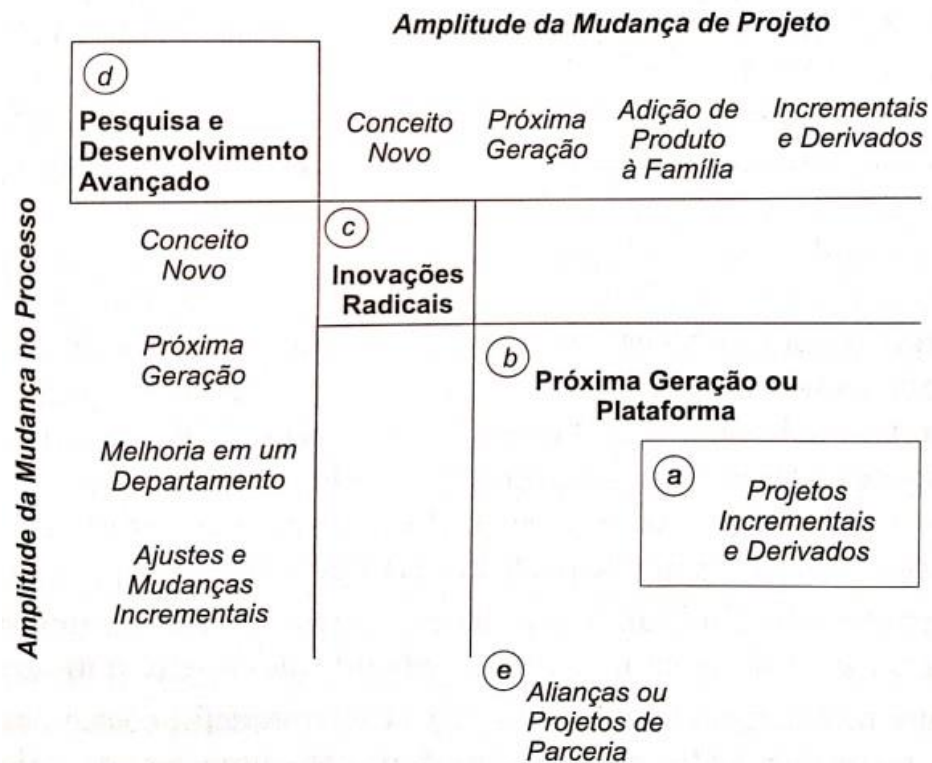 Amplitude da Mudança de Projeto
d
Pesquisa e
Desenvolvimento
Avançado
Conceito
Novo
Próxima
Geração
Adição de
Produto
à Família
Incrementais
e Derivados
Amplitude da Mudança no Processo
Conceito
Novo
c
Inovações
Radicais
Próxima
Geração
b
Próxima Geração ou
Plataforma
Melhoria em um
Departamento
a
Projetos
Incrementais
e Derivados
Ajustes e
Mudanças
Incrementais
e
Alianças ou
Projetos de
Parceria